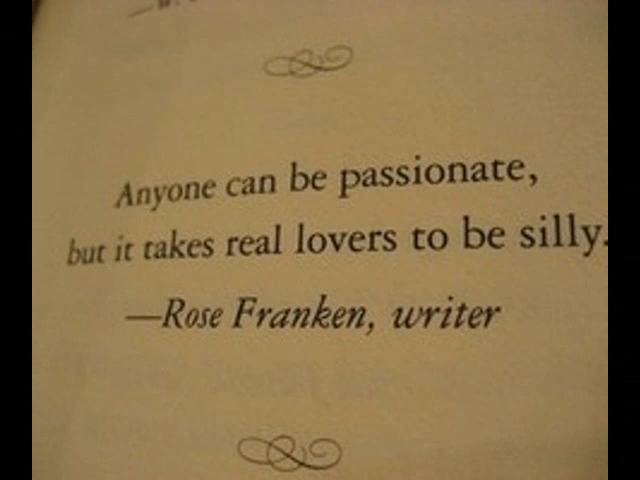 Anyone can be passionate,
but it takes real lovers to be silly.
—Rose Franken, writer